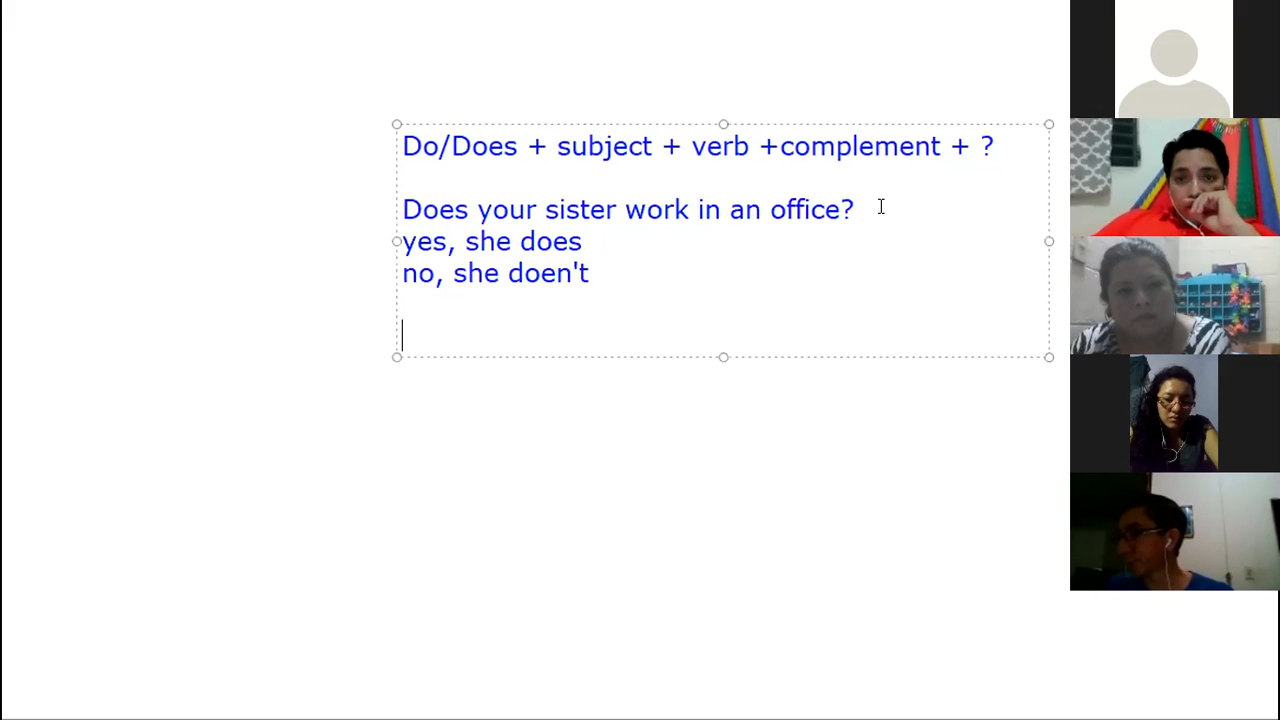 Do/Does + subject + verb +complement + ?
Does your sister work in an office?
yes, she does
no, she doen't